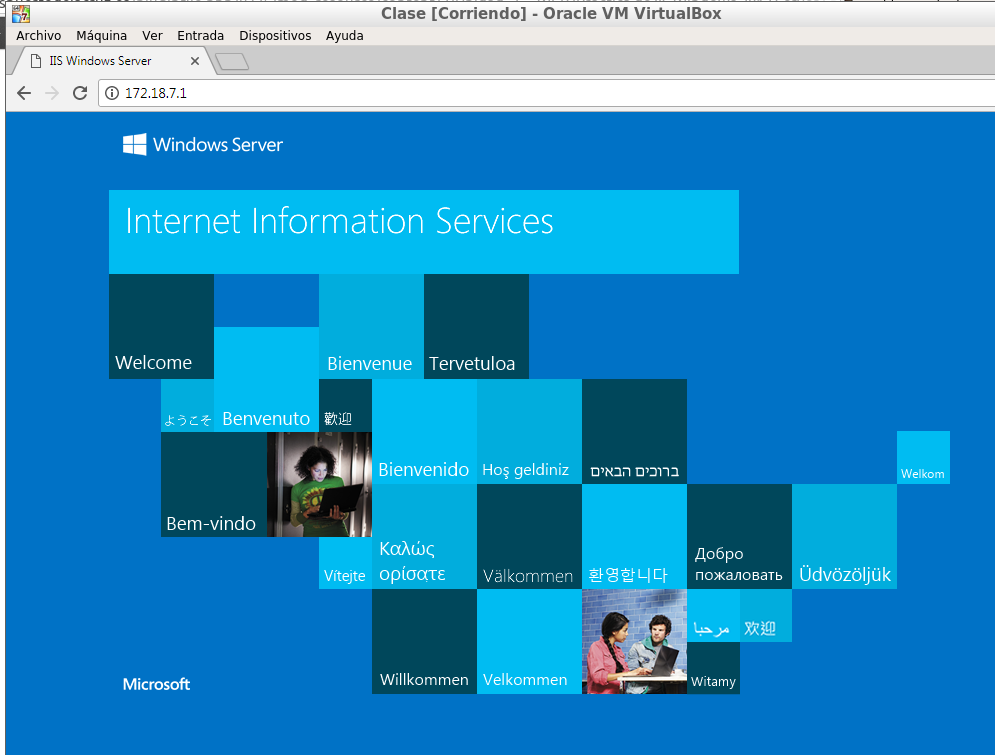 Clase [Corriendo] - Oracle VM VirtualBox
Archivo Máquina Ver Entrada Dispositivos Ayuda
IIS Windows Server
172.18.7.1
Windows Server
Internet Information Services
Welcome
Bienvenue
Tervetuloa
ようこそ
Benvenuto
歡迎
Bienvenido
Hoş geldiniz
ברוכים הבאים
Welkom
Bem-vindo
Vítejte
Καλώς
ορίσατε
Välkommen
환영합니다
Добро
пожаловать
Üdvözöljük
مرحبا
欢迎
Willkommen
Velkommen
Witamy
Microsoft